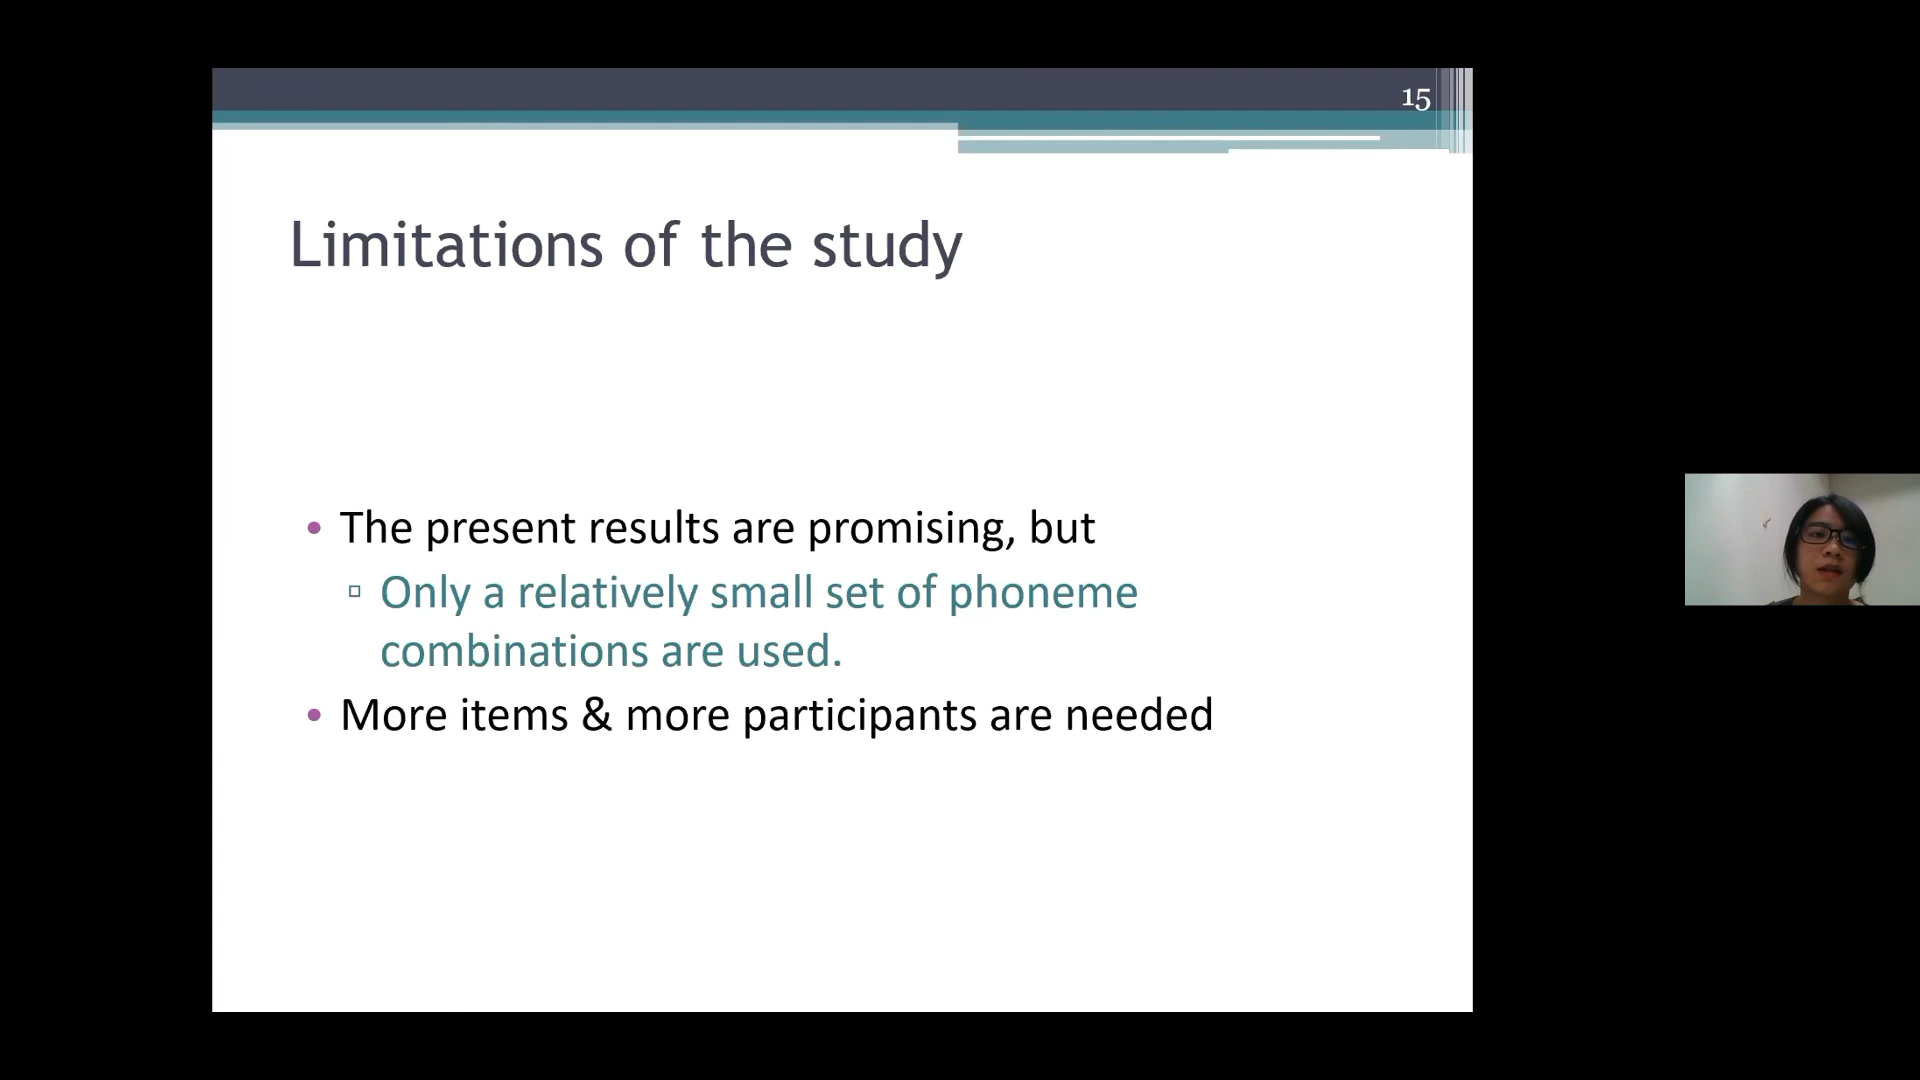 15
Limitations of the study
• The present results are promising, but
▫ Only a relatively small set of phoneme
combinations are used.
• More items & more participants are needed